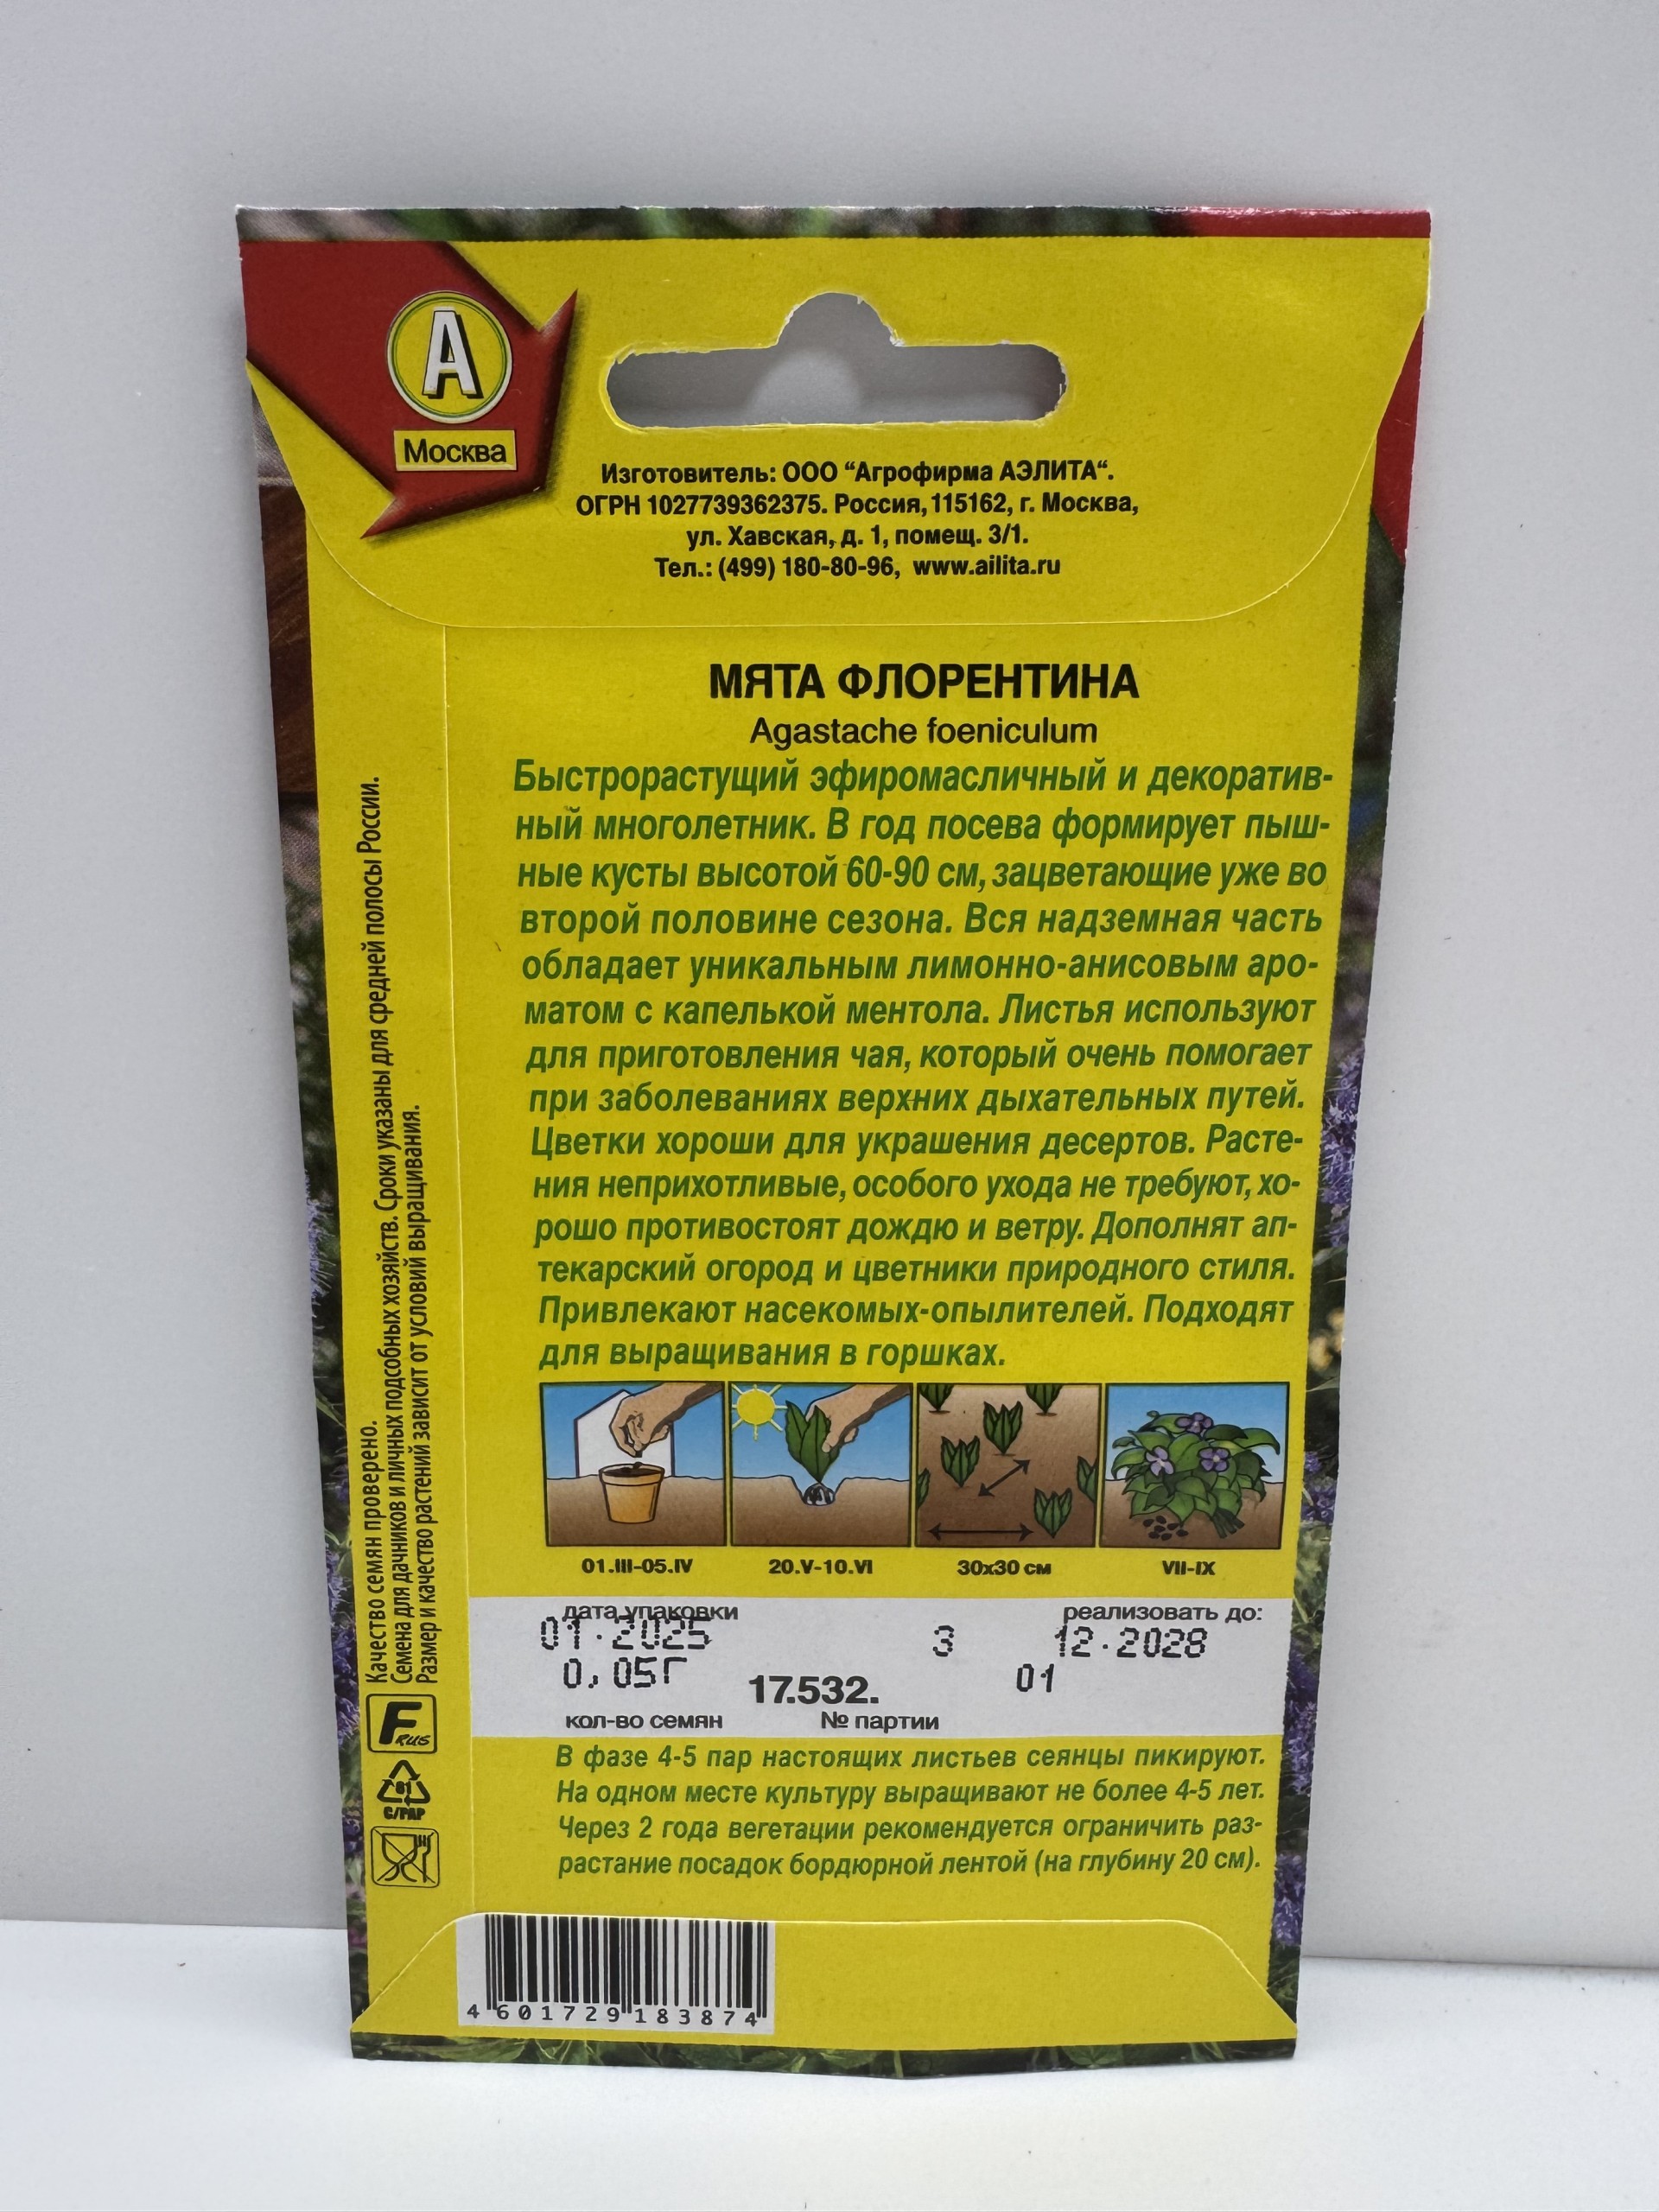 А
Москва
Изготовитель: ООО “Агрофирма АЭЛИТА“.
ОГРН 1027739362375. Россия, 115162, г. Москва,
ул. Хавская, д. 1, помещ. 3/1.
Тел.: (499) 180-80-96, www.ailita.ru
МЯТА ФЛОРЕНТИНА
Agastache foeniculum
Быстрорастущий эфиромасличный и декоратив-
ный многолетник. В год посева формирует пыш-
ные кусты высотой 60-90 см, зацветающие уже во
второй половине сезона. Вся надземная часть
обладает уникальным лимонно-анисовым аро-
матом с капелькой ментола. Листья используют
для приготовления чая, который очень помогает
при заболеваниях верхних дыхательных путей.
Цветки хороши для украшения десертов. Расте-
ния неприхотливые, особого ухода не требуют, хо-
рошо противостоят дождю и ветру. Дополнят ап-
текарский огород и цветники природного стиля.
Привлекают насекомых-опылителей. Подходят
для выращивания в горшках.
01.III-05.IV 20.V-10.VI 30х30 см VII-IX
дата упаковки реализовать до:
01.2025 3 12.2028
0,05Г 17.532. 01
кол-во семян № партии
В фазе 4-5 пар настоящих листьев сеянцы пикируют.
На одном месте культуру выращивают не более 4-5 лет.
Через 2 года вегетации рекомендуется ограничить раз-
растание посадок бордюрной лентой (на глубину 20 см).
Качество семян проверено.
Семена для дачников и личных подсобных хозяйств. Сроки указаны для средней полосы России.
Размер и качество растений зависит от условий выращивания.
F RUS
81
C/PAP
4 601729 183874